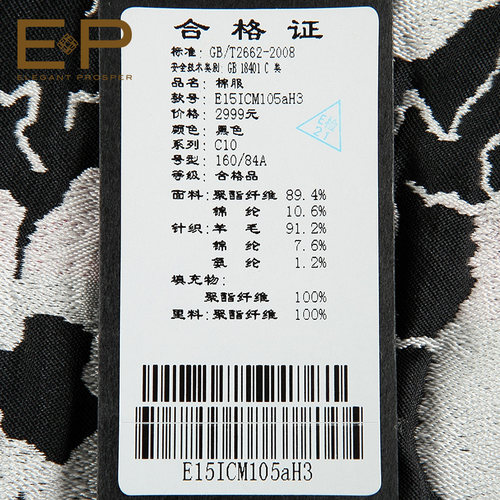 EP
ELEGANT PROSPER
合格证
标准: GB/T2662-2008
安全技术类别: GB 18401 C 类
品名: 棉服
款号: E15ICM105aH3
价格: 2999元
颜色: 黑色
系列: C10
号型: 160/84A
等级: 合格品
E检
21
面料: 聚酯纤维 89.4%
锦 纶 10.6%
针织: 羊 毛 91.2%
锦 纶 7.6%
氨 纶 1.2%
填充物:
聚酯纤维 100%
里料: 聚酯纤维 100%
E15ICM105aH3